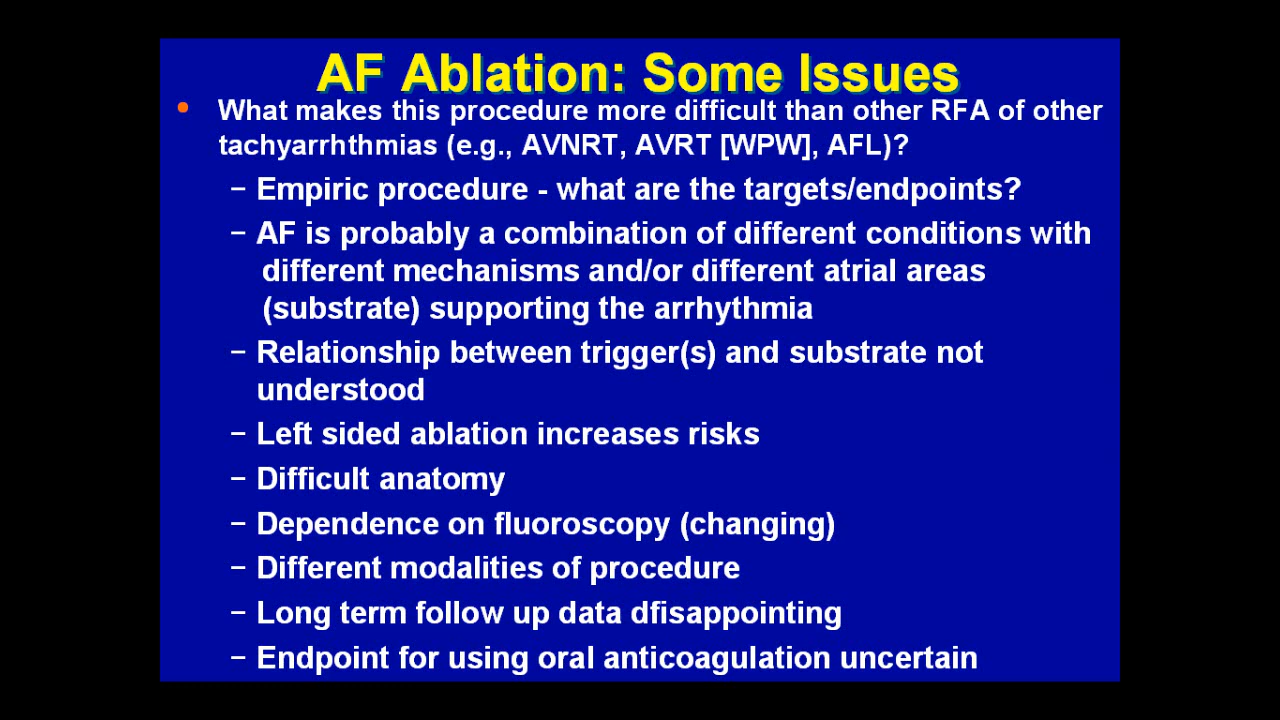 AF Ablation: Some Issues
• What makes this procedure more difficult than other RFA of other
tachyarrhthmias (e.g., AVNRT, AVRT [WPW], AFL)?
– Empiric procedure - what are the targets/endpoints?
– AF is probably a combination of different conditions with
different mechanisms and/or different atrial areas
(substrate) supporting the arrhythmia
– Relationship between trigger(s) and substrate not
understood
– Left sided ablation increases risks
– Difficult anatomy
– Dependence on fluoroscopy (changing)
– Different modalities of procedure
– Long term follow up data dfisappointing
– Endpoint for using oral anticoagulation uncertain